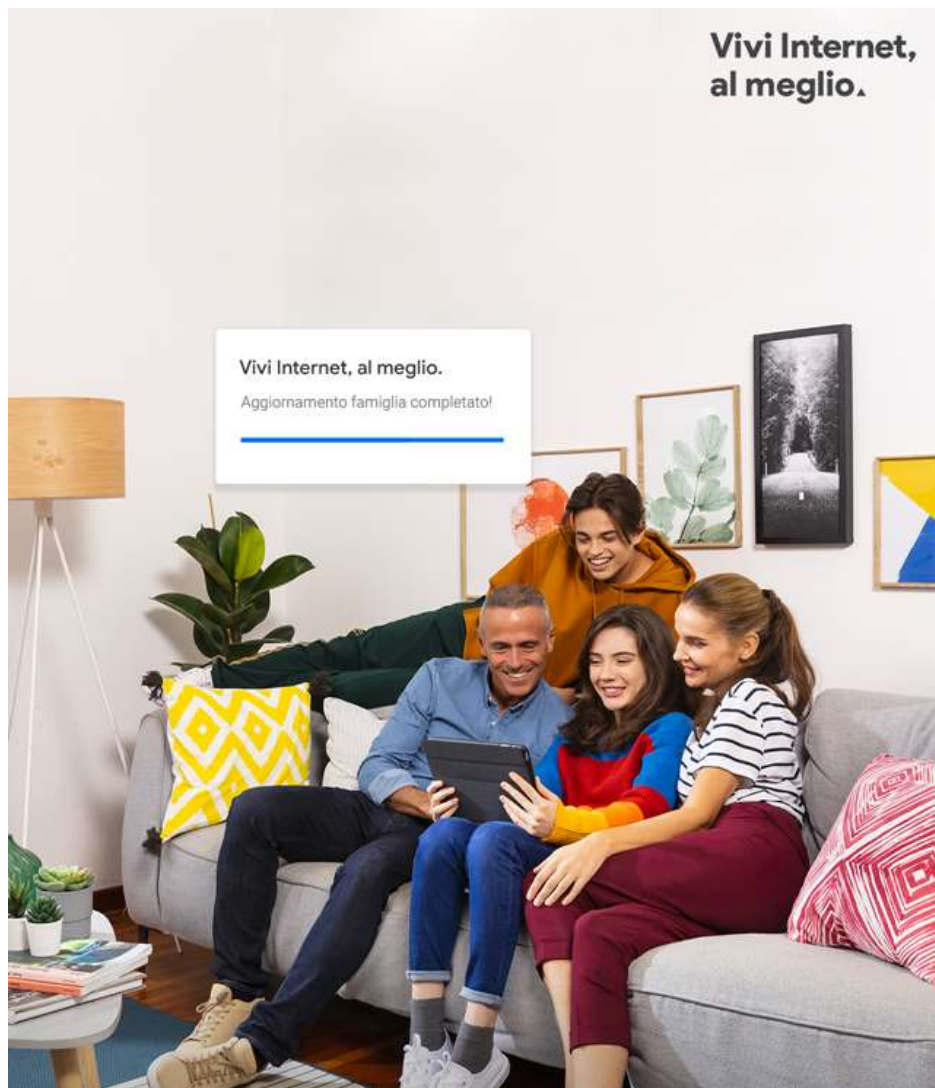 Vivi Internet,
al meglio.
Vivi Internet, al meglio.
Aggiornamento famiglia completato!